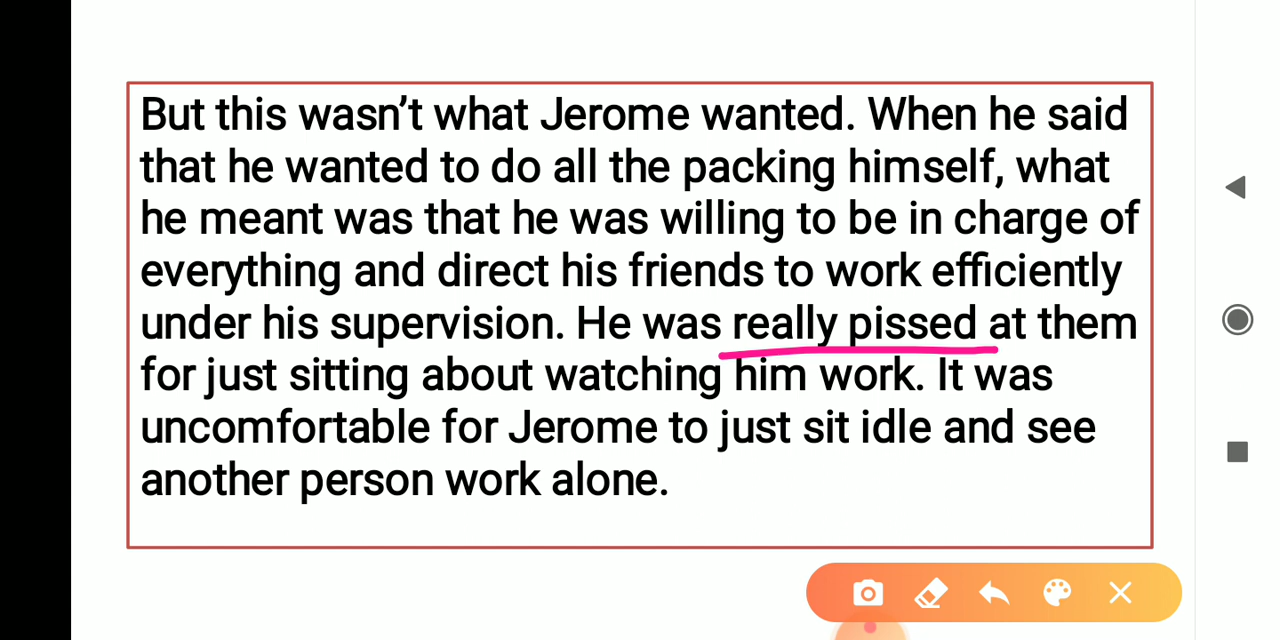 But this wasn’t what Jerome wanted. When he said
that he wanted to do all the packing himself, what
he meant was that he was willing to be in charge of
everything and direct his friends to work efficiently
under his supervision. He was really pissed at them
for just sitting about watching him work. It was
uncomfortable for Jerome to just sit idle and see
another person work alone.